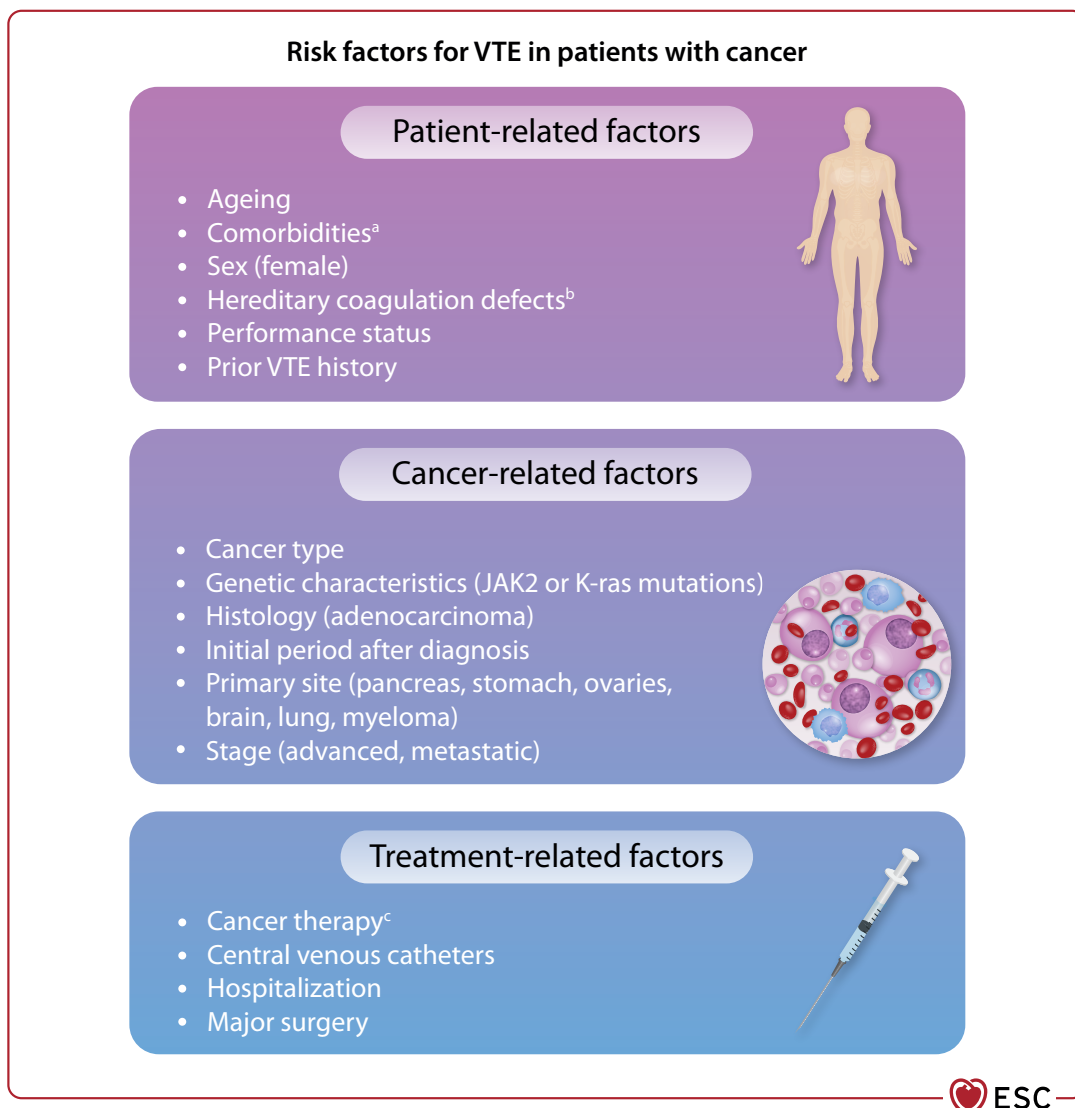 Risk factors for VTE in patients with cancer
Patient-related factors
• Ageing
• Comorbiditiesᵃ
• Sex (female)
• Hereditary coagulation defectsᵇ
• Performance status
• Prior VTE history
Cancer-related factors
• Cancer type
• Genetic characteristics (JAK2 or K-ras mutations)
• Histology (adenocarcinoma)
• Initial period after diagnosis
• Primary site (pancreas, stomach, ovaries,
brain, lung, myeloma)
• Stage (advanced, metastatic)
Treatment-related factors
• Cancer therapyᶜ
• Central venous catheters
• Hospitalization
• Major surgery
ESC